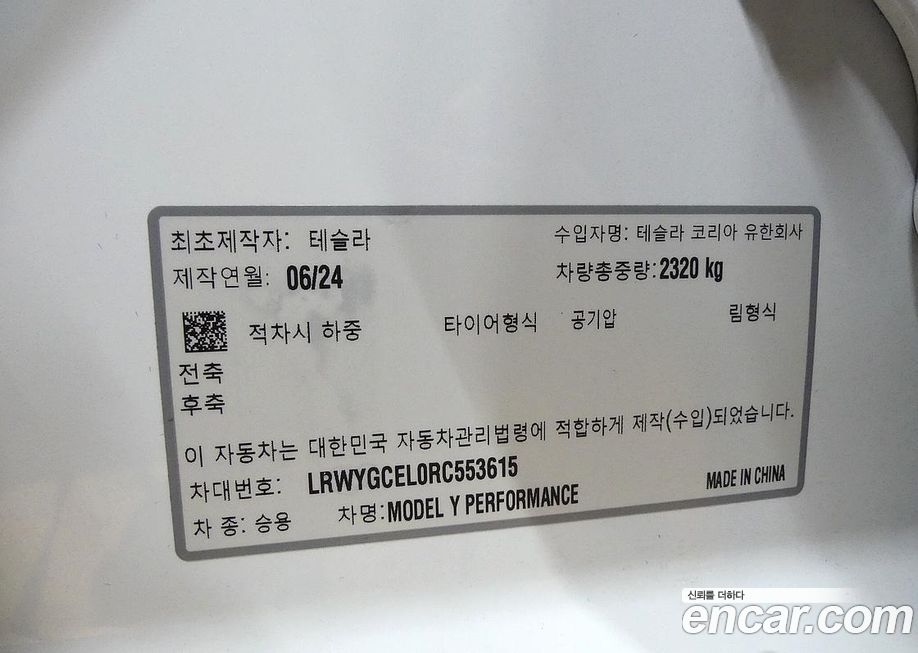 최초제작자: 테슬라 수입자명: 테슬라 코리아 유한회사
제작연월: 06/24 차량총중량: 2320 kg
적차시 하중 타이어형식 공기압 림형식
전축
후축
이 자동차는 대한민국 자동차관리법령에 적합하게 제작(수입)되었습니다.
차대번호: LRWYGCEL0RC553615
차 종: 승용 차명: MODEL Y PERFORMANCE MADE IN CHINA
신뢰를 더하다
encar.com